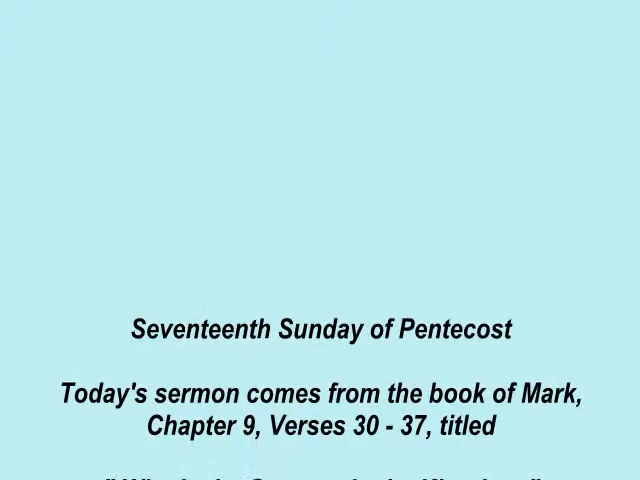 Seventeenth Sunday of Pentecost
Today's sermon comes from the book of Mark,
Chapter 9, Verses 30 - 37, titled